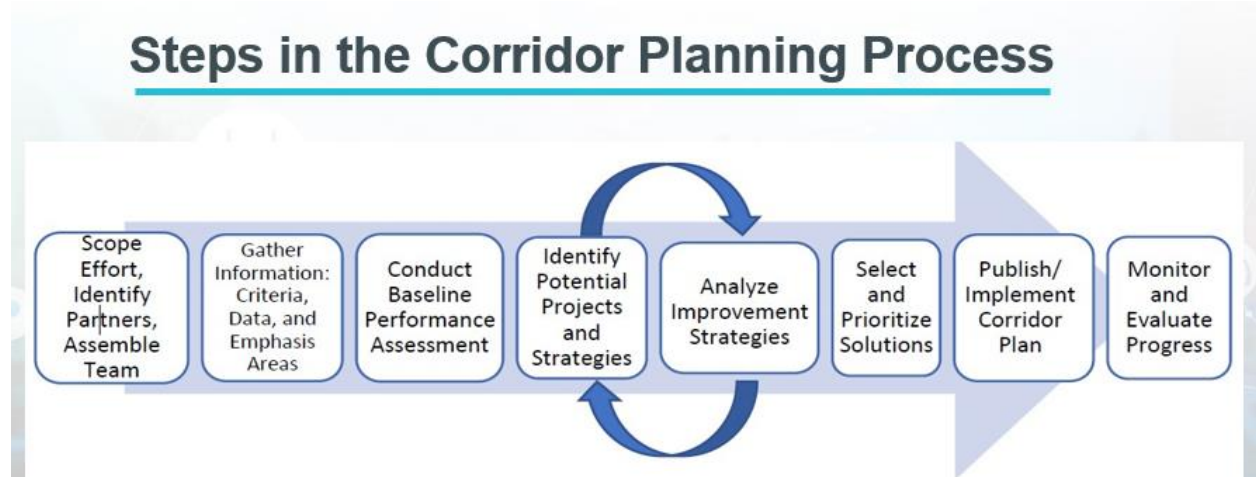 Steps in the Corridor Planning Process
Scope
Effort,
Identify
Partners,
Assemble
Team
Gather
Information:
Criteria,
Data, and
Emphasis
Areas
Conduct
Baseline
Performance
Assessment
Identify
Potential
Projects
and
Strategies
Analyze
Improvement
Strategies
Select
and
Prioritize
Solutions
Publish/
Implement
Corridor
Plan
Monitor
and
Evaluate
Progress